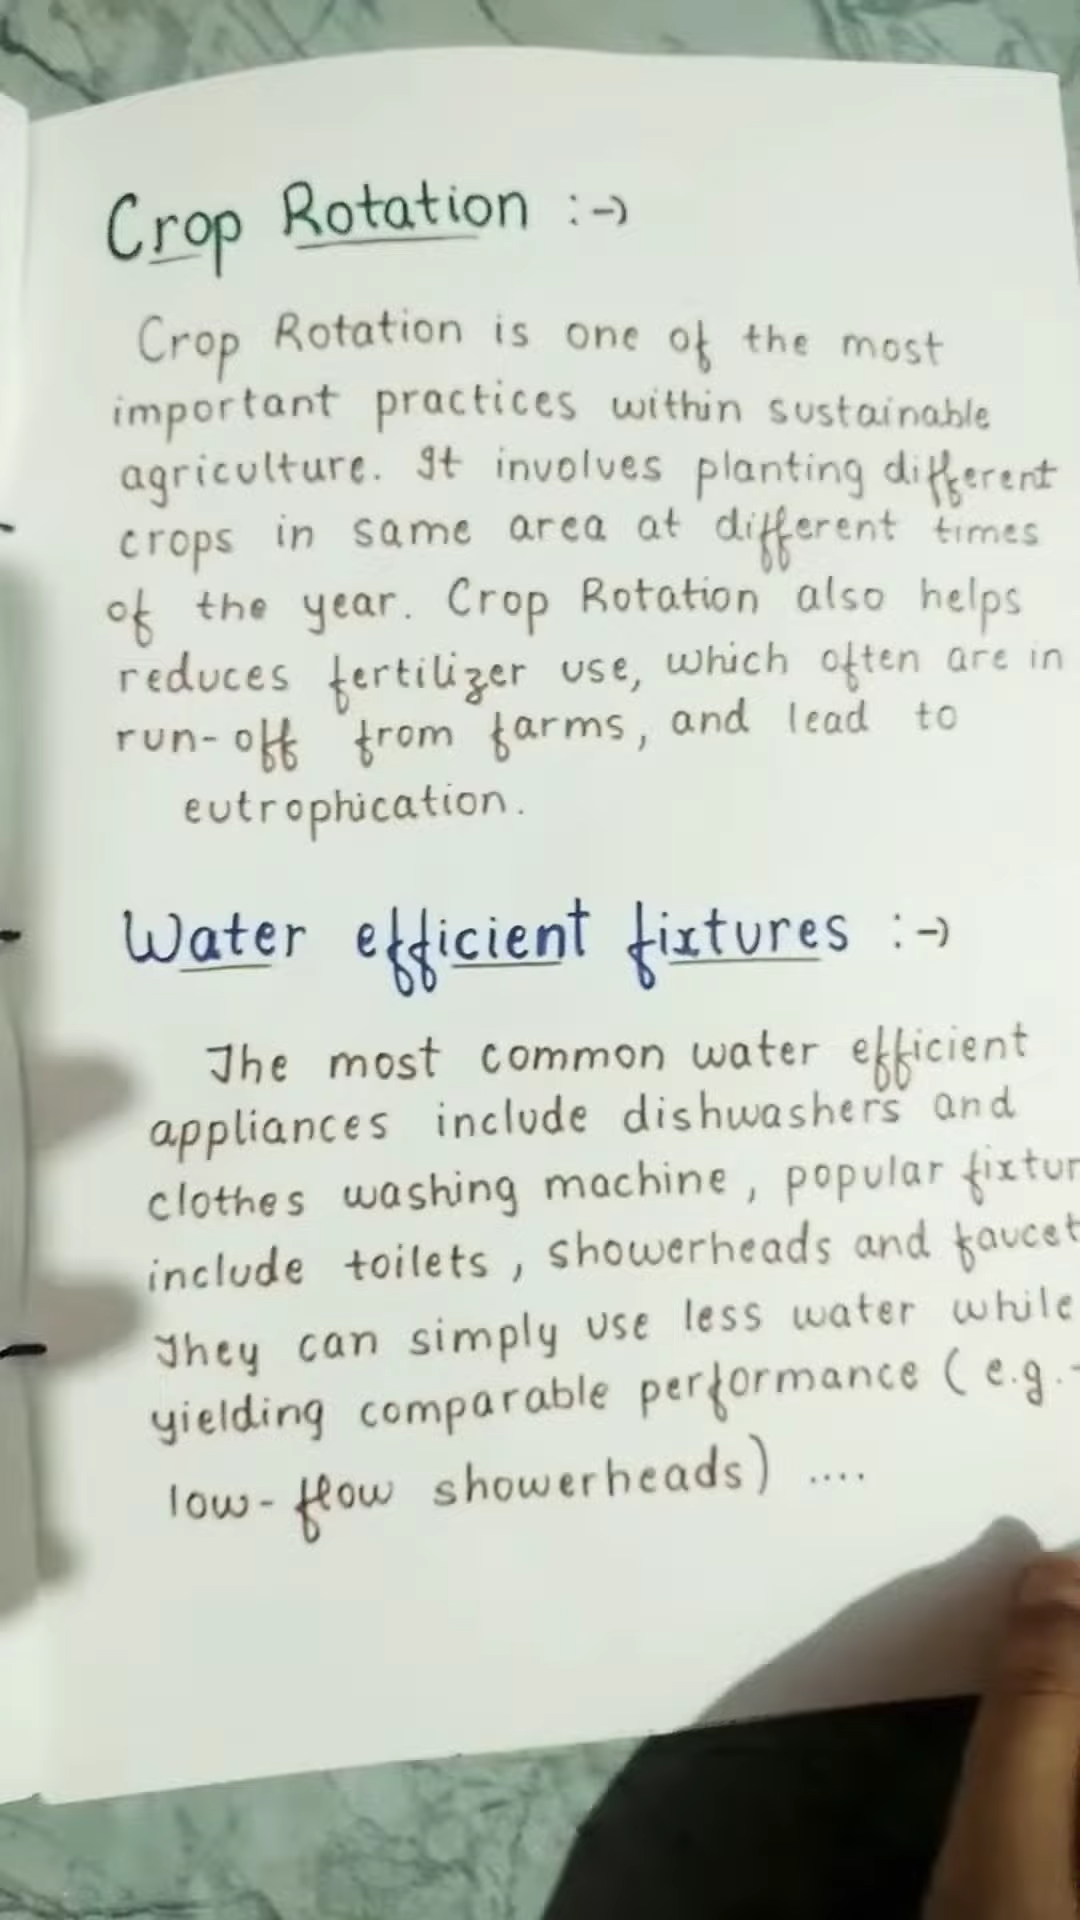 Crop Rotation :→
Crop Rotation is one of the most
important practices within sustainable
agriculture. It involves planting different
crops in same area at different times
of the year. Crop Rotation also helps
reduces fertilizer use, which often are in
run-off from farms, and lead to
eutrophication.
Water efficient fixtures :→
The most common water efficient
appliances include dishwashers and
clothes washing machine, popular fixtur
include toilets, showerheads and faucet
They can simply use less water while
yielding comparable performance (e.g.-
low-flow showerheads) ....